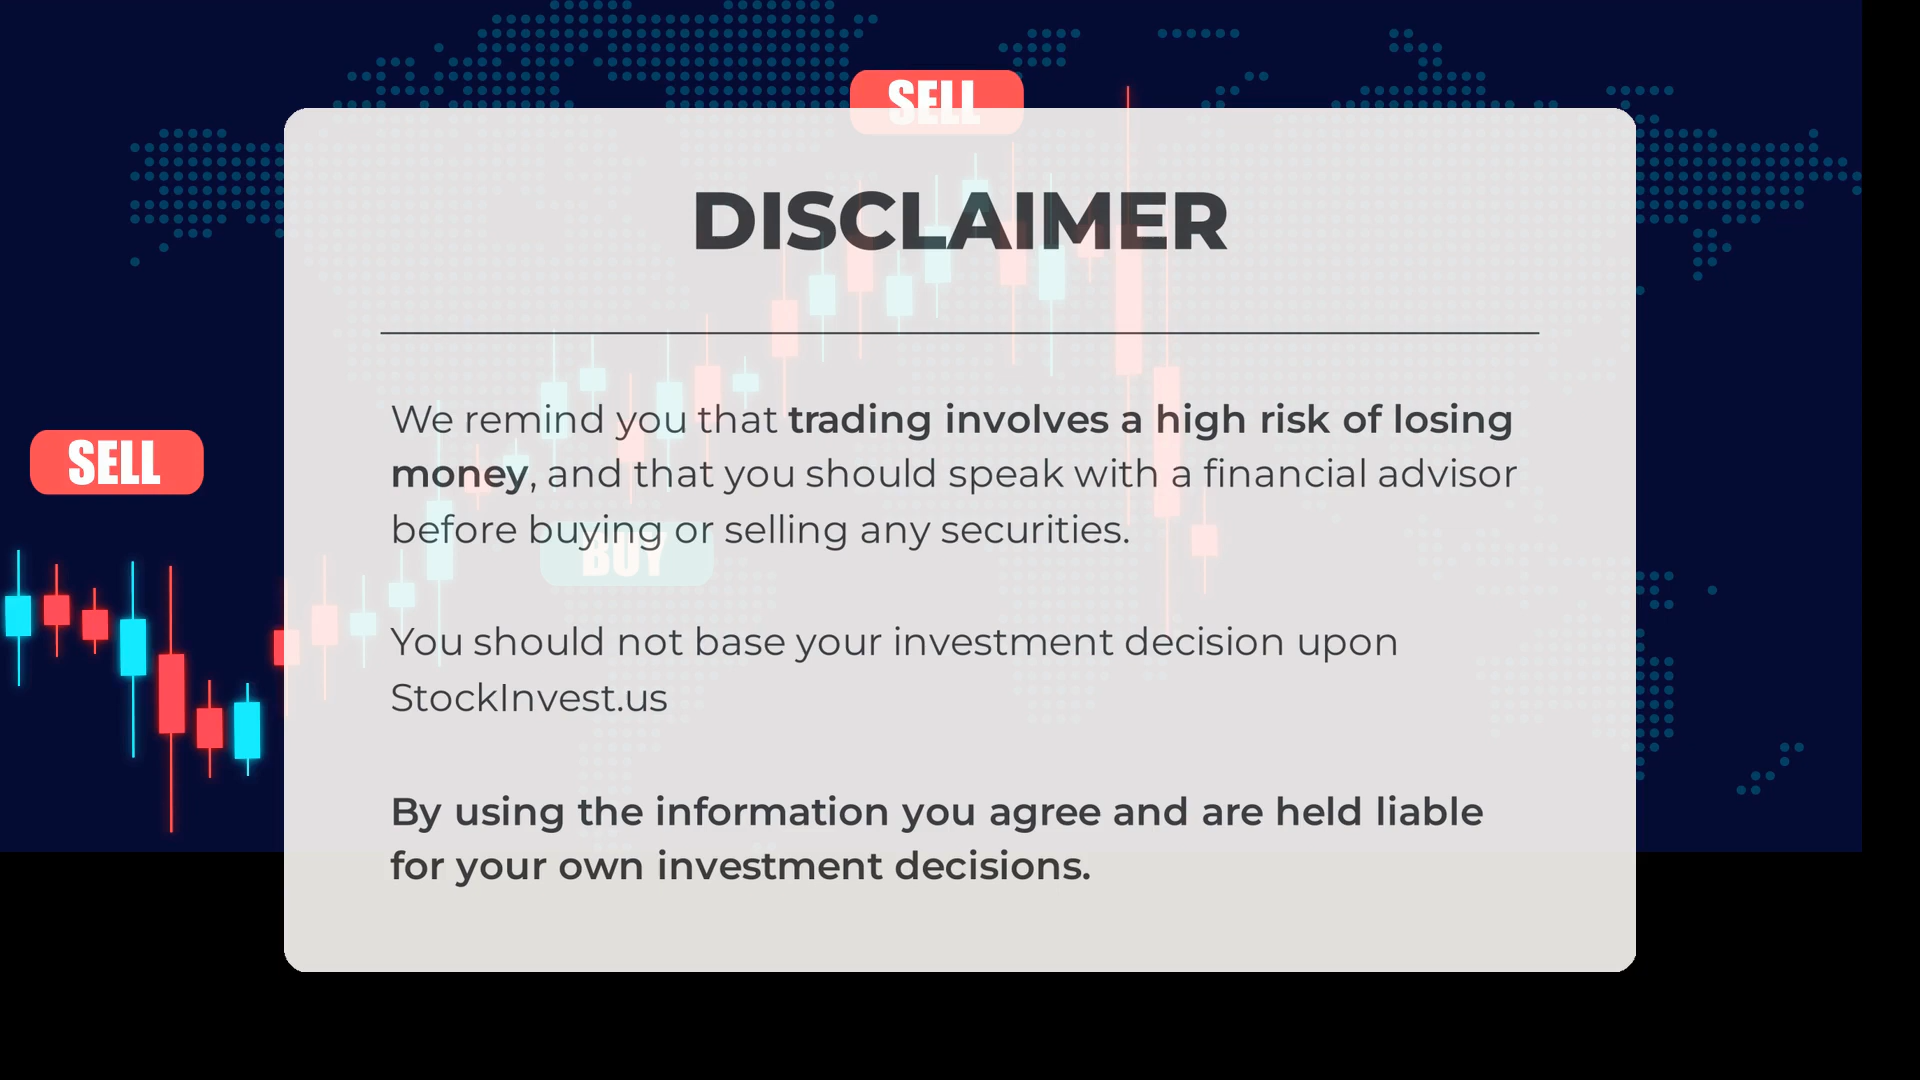 SELL
DISCLAIMER
We remind you that trading involves a high risk of losing
money, and that you should speak with a financial advisor
before buying or selling any securities.
SELL
BUY
You should not base your investment decision upon
StockInvest.us
By using the information you agree and are held liable
for your own investment decisions.